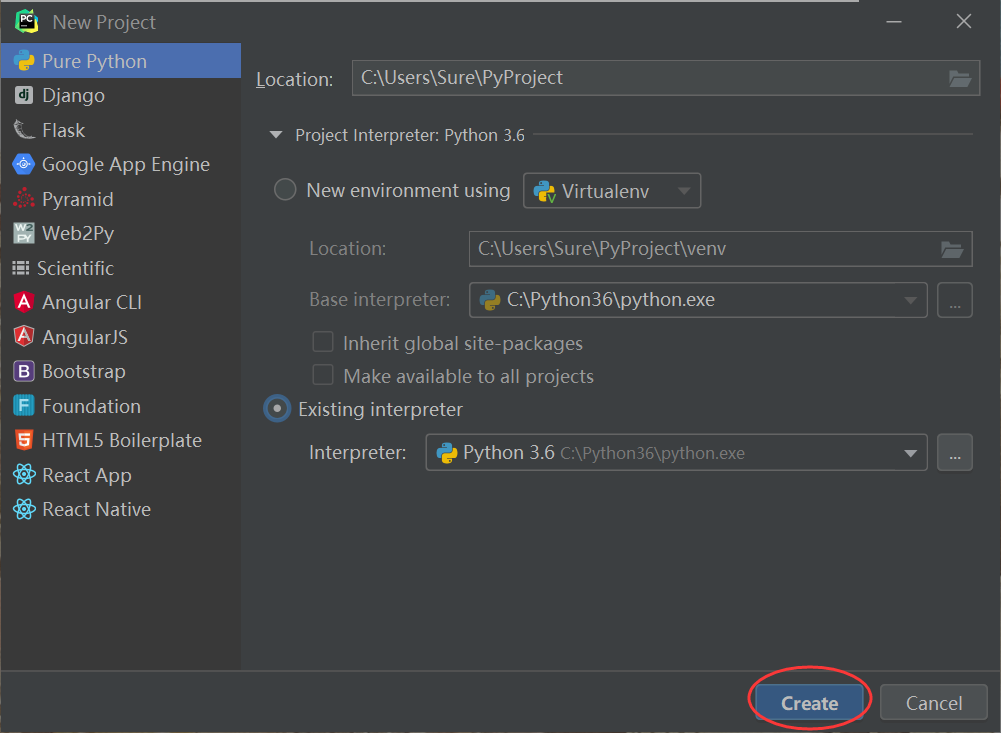 New Project
Pure Python
Django
Flask
Google App Engine
Pyramid
Web2Py
Scientific
Angular CLI
AngularJS
Bootstrap
Foundation
HTML5 Boilerplate
React App
React Native
Location: C:\Users\Sure\PyProject
Project Interpreter: Python 3.6
New environment using Virtualenv
Location: C:\Users\Sure\PyProject\venv
Base interpreter: C:\Python36\python.exe ...
Inherit global site-packages
Make available to all projects
Existing interpreter
Interpreter: Python 3.6 C:\Python36\python.exe ...
Create Cancel